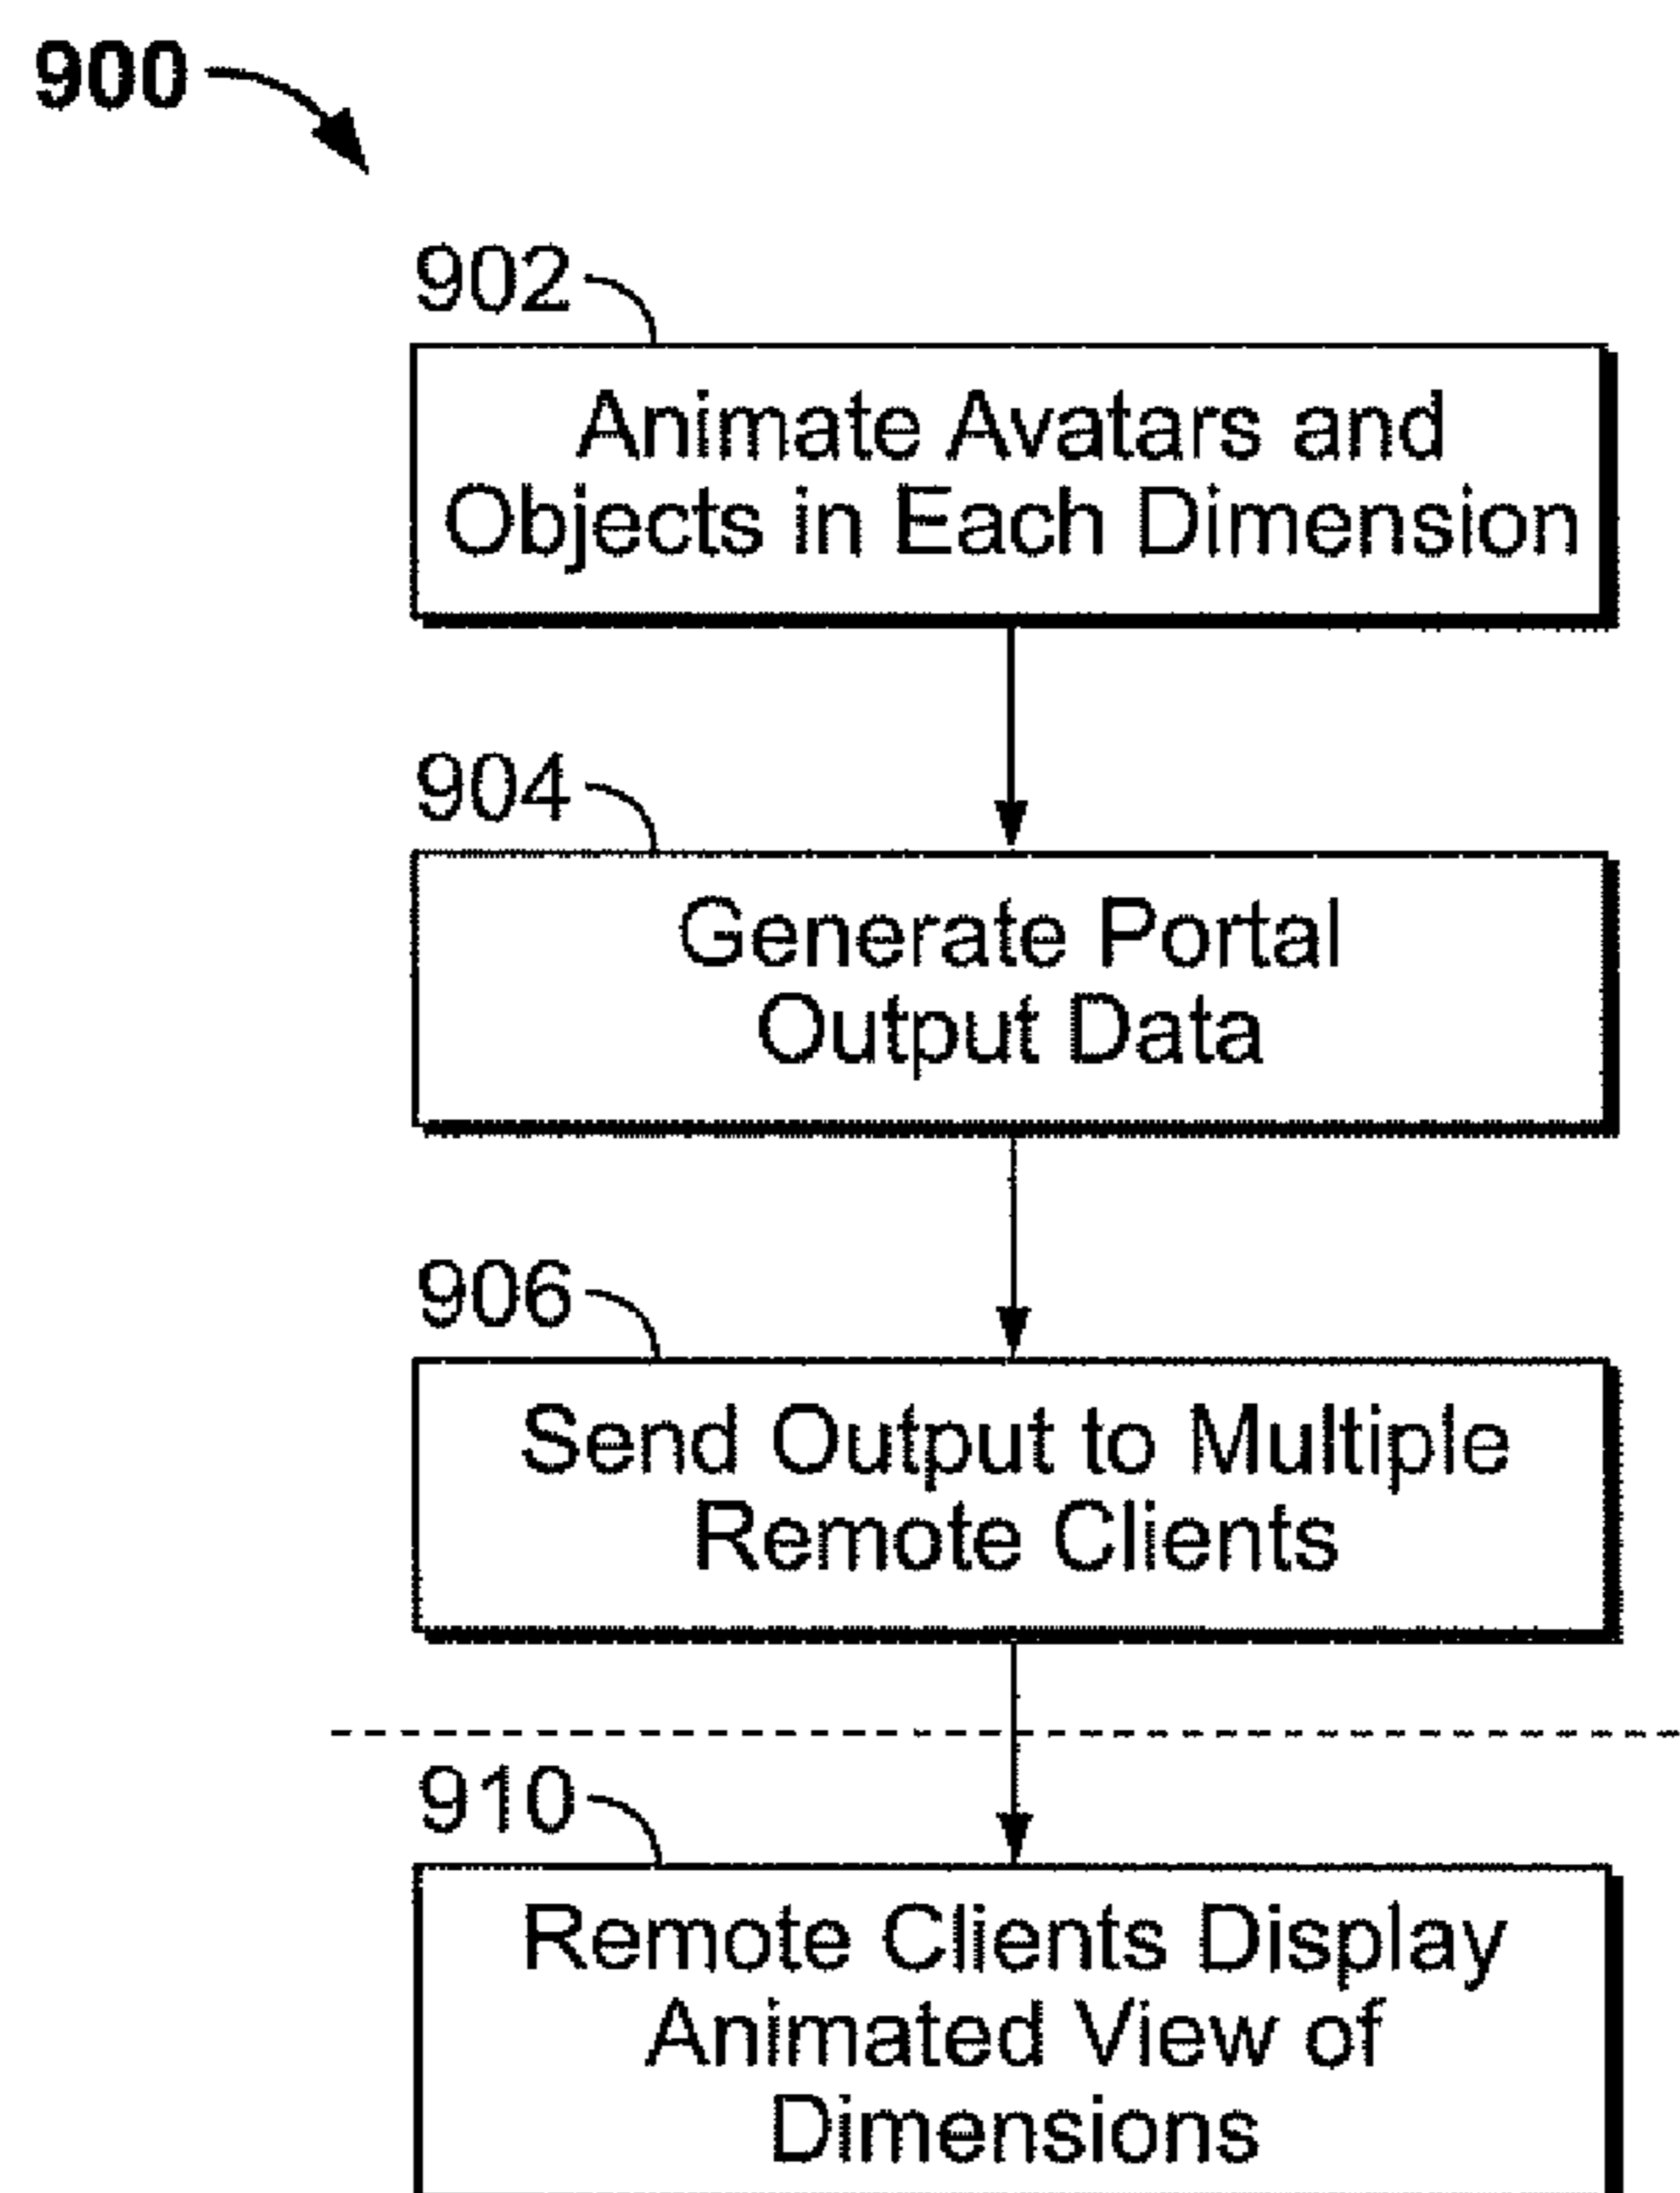 900
902
Animate Avatars and
Objects in Each Dimension
904
Generate Portal
Output Data
906
Send Output to Multiple
Remote Clients
910
Remote Clients Display
Animated View of
Dimensions